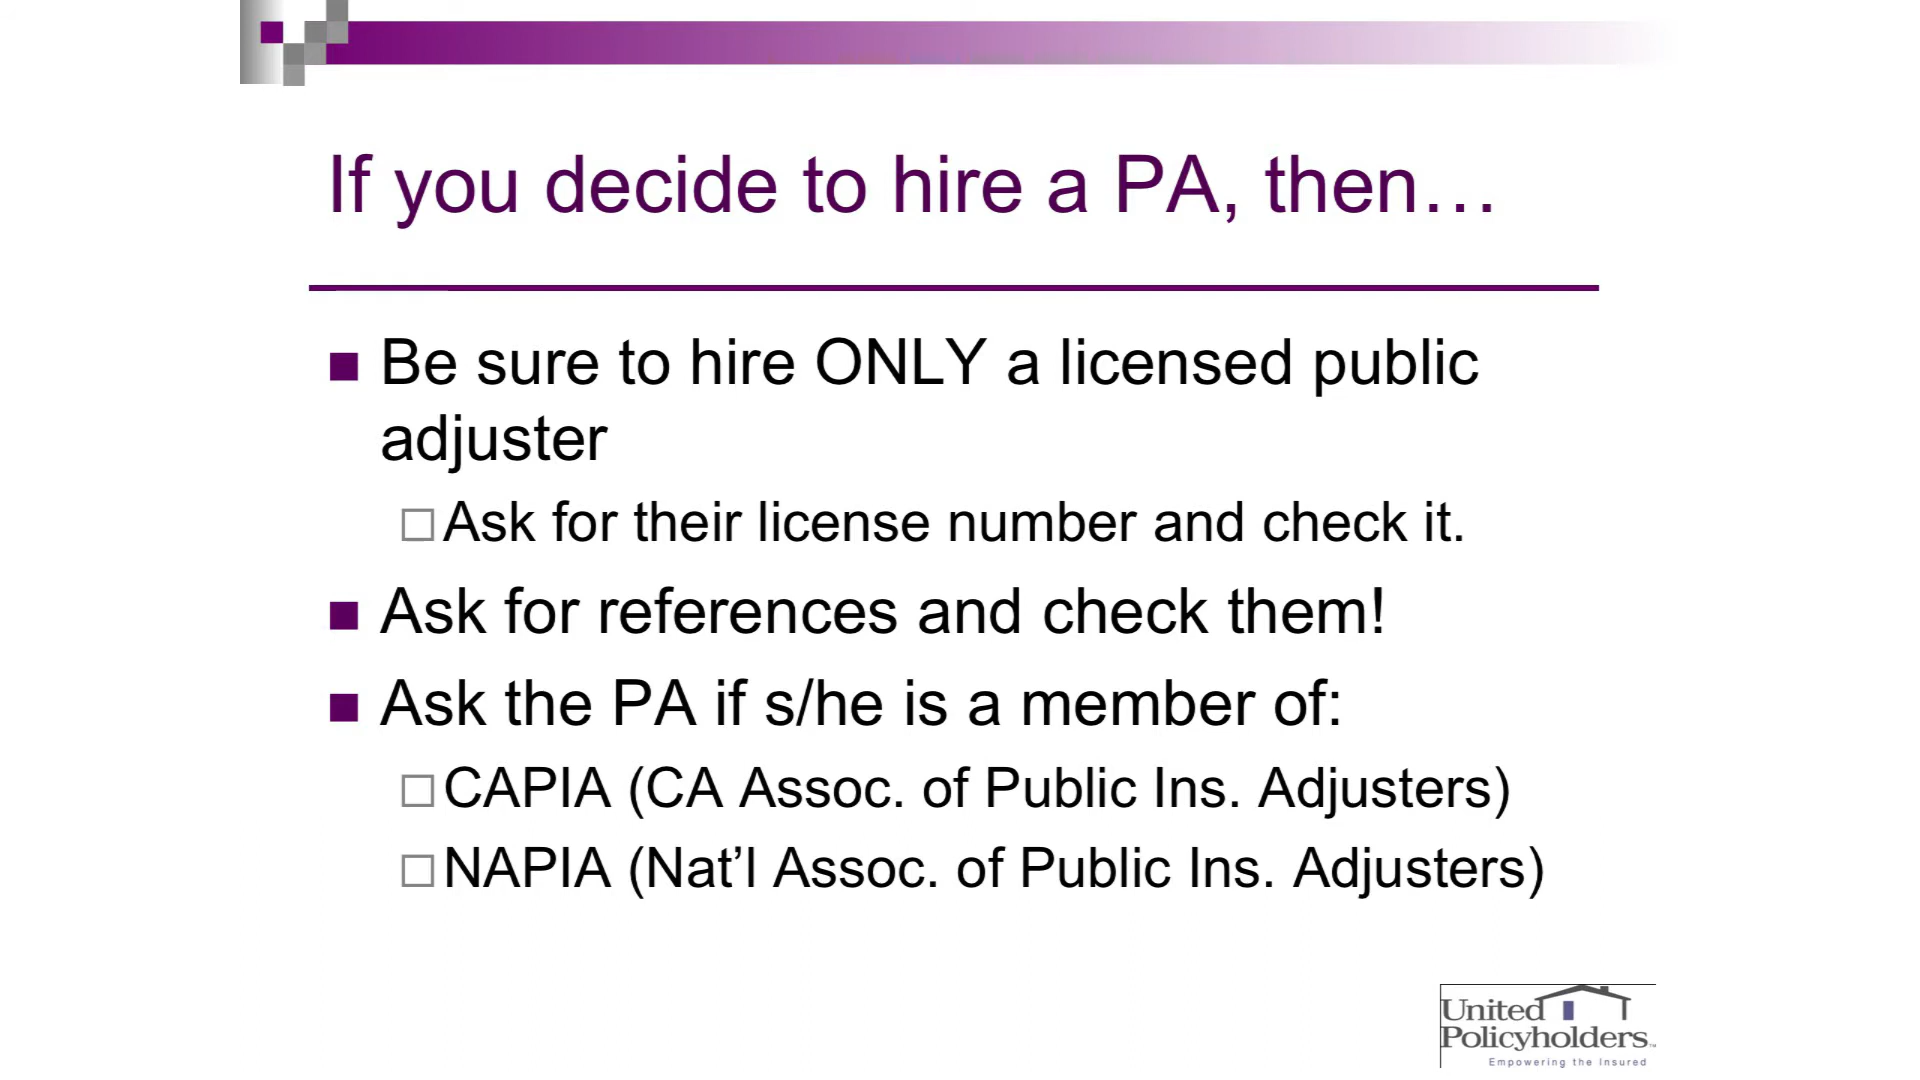 If you decide to hire a PA, then…
Be sure to hire ONLY a licensed public
adjuster
Ask for their license number and check it.
Ask for references and check them!
Ask the PA if s/he is a member of:
CAPIA (CA Assoc. of Public Ins. Adjusters)
NAPIA (Nat’l Assoc. of Public Ins. Adjusters)
United
Policyholders™
Empowering the Insured